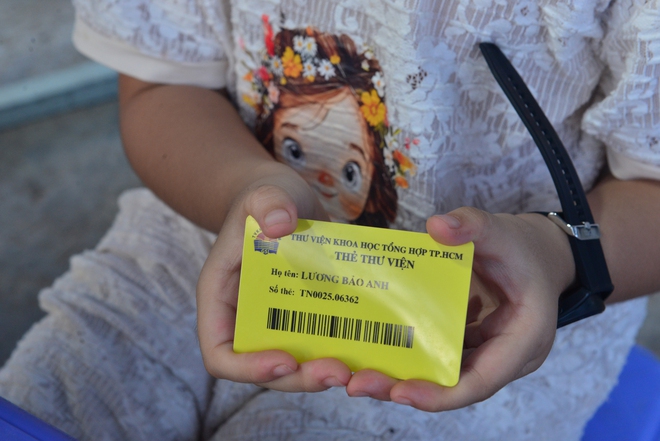 THƯ VIỆN KHOA HỌC TỔNG HỢP TP.HCM
THẺ THƯ VIỆN
Họ tên: LƯƠNG BẢO ANH
Số thẻ: TN0025.06362